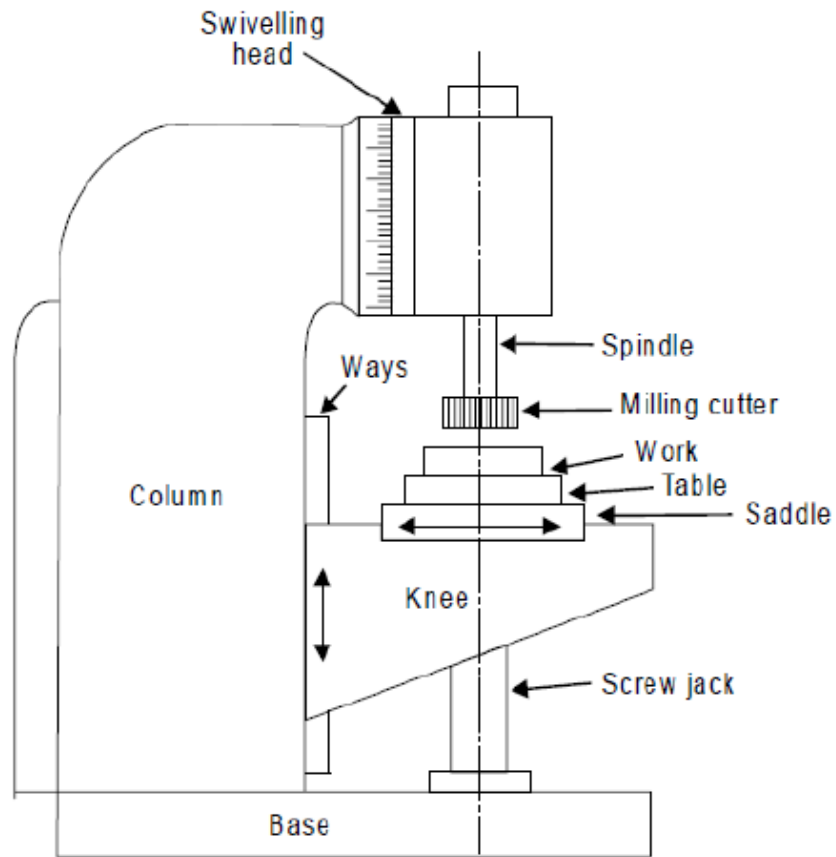 Swivelling
head
Spindle
Ways
Milling cutter
Work
Table
Column
Saddle
Knee
Screw jack
Base